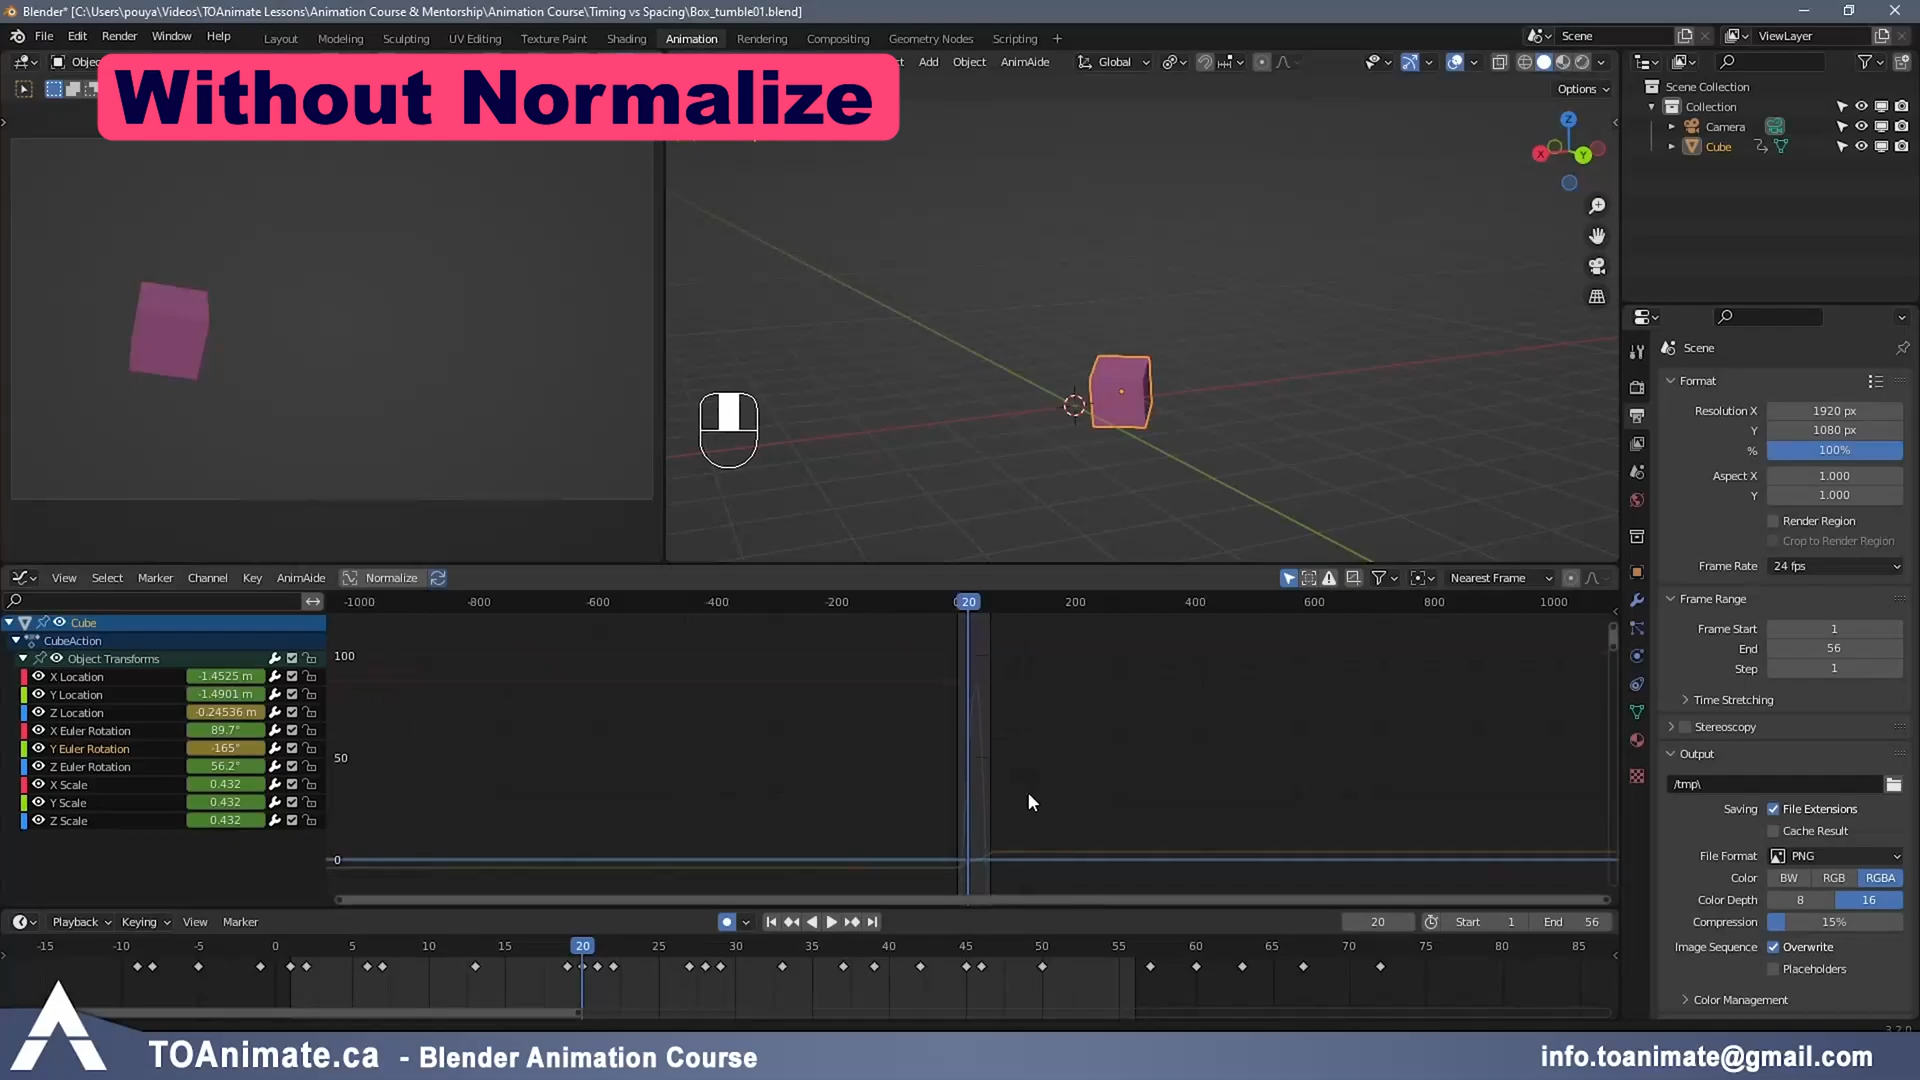 Blender* [C:\Users\pouya\Videos\TOAnimate Lessons\Animation Course & Mentorship\Animation Course\Timing vs Spacing\Box_tumble01.blend]
File Edit Render Window Help Layout Modeling Sculpting UV Editing Texture Paint Shading Animation Rendering Compositing Geometry Nodes Scripting + Scene ViewLayer
Add Object AnimAide Global
Without Normalize
Options
Scene Collection
Collection
Camera
Cube
Z
X
Y
Scene
Format
Resolution X 1920 px
Y 1080 px
% 100%
Aspect X 1.000
Y 1.000
Render Region
Crop to Render Region
Frame Rate 24 fps
Frame Range
Frame Start 1
End 56
Step 1
Time Stretching
Stereoscopy
Output
/tmp\
Saving File Extensions
Cache Result
File Format PNG
Color BW RGB RGBA
Color Depth 8 16
Compression 15%
Image Sequence Overwrite
Placeholders
Color Management
View Select Marker Channel Key AnimAide Normalize Nearest Frame
-1000 -800 -600 -400 -200 20 200 400 600 800 1000
Cube
CubeAction
Object Transforms
X Location -1.4525 m
Y Location -1.4901 m
Z Location -0.24536 m
X Euler Rotation 89.7°
Y Euler Rotation -165°
Z Euler Rotation 56.2°
X Scale 0.432
Y Scale 0.432
Z Scale 0.432
100
50
0
Playback Keying View Marker 20 Start 1 End 56
-15 -10 -5 0 5 10 15 20 25 30 35 40 45 50 55 60 65 70 75 80 85
TOAnimate.ca - Blender Animation Course
info.toanimate@gmail.com